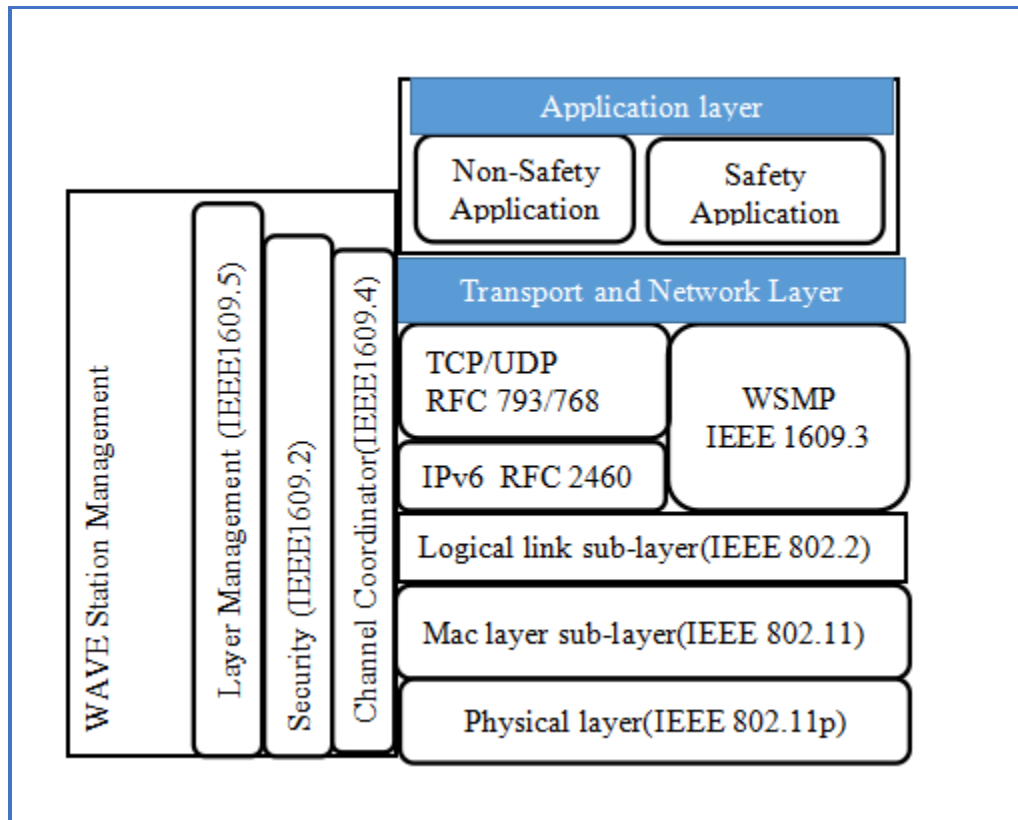 Application layer
Non-Safety
Application
Safety
Application
Transport and Network Layer
TCP/UDP
RFC 793/768
WSMP
IEEE 1609.3
IPv6 RFC 2460
Logical link sub-layer(IEEE 802.2)
Mac layer sub-layer(IEEE 802.11)
Physical layer(IEEE 802.11p)
WAVE Station Management
Layer Management (IEEE1609.5)
Security (IEEE1609.2)
Channel Coordinator(IEEE1609.4)